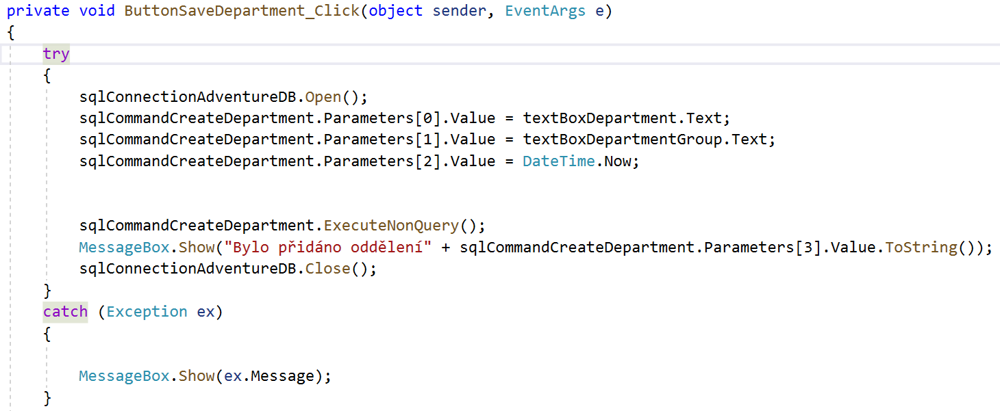 private void ButtonSaveDepartment_Click(object sender, EventArgs e)
{
try
{
sqlConnectionAdventureDB.Open();
sqlCommandCreateDepartment.Parameters[0].Value = textBoxDepartment.Text;
sqlCommandCreateDepartment.Parameters[1].Value = textBoxDepartmentGroup.Text;
sqlCommandCreateDepartment.Parameters[2].Value = DateTime.Now;
sqlCommandCreateDepartment.ExecuteNonQuery();
MessageBox.Show("Bylo přidáno oddělení" + sqlCommandCreateDepartment.Parameters[3].Value.ToString());
sqlConnectionAdventureDB.Close();
}
catch (Exception ex)
{
MessageBox.Show(ex.Message);
}